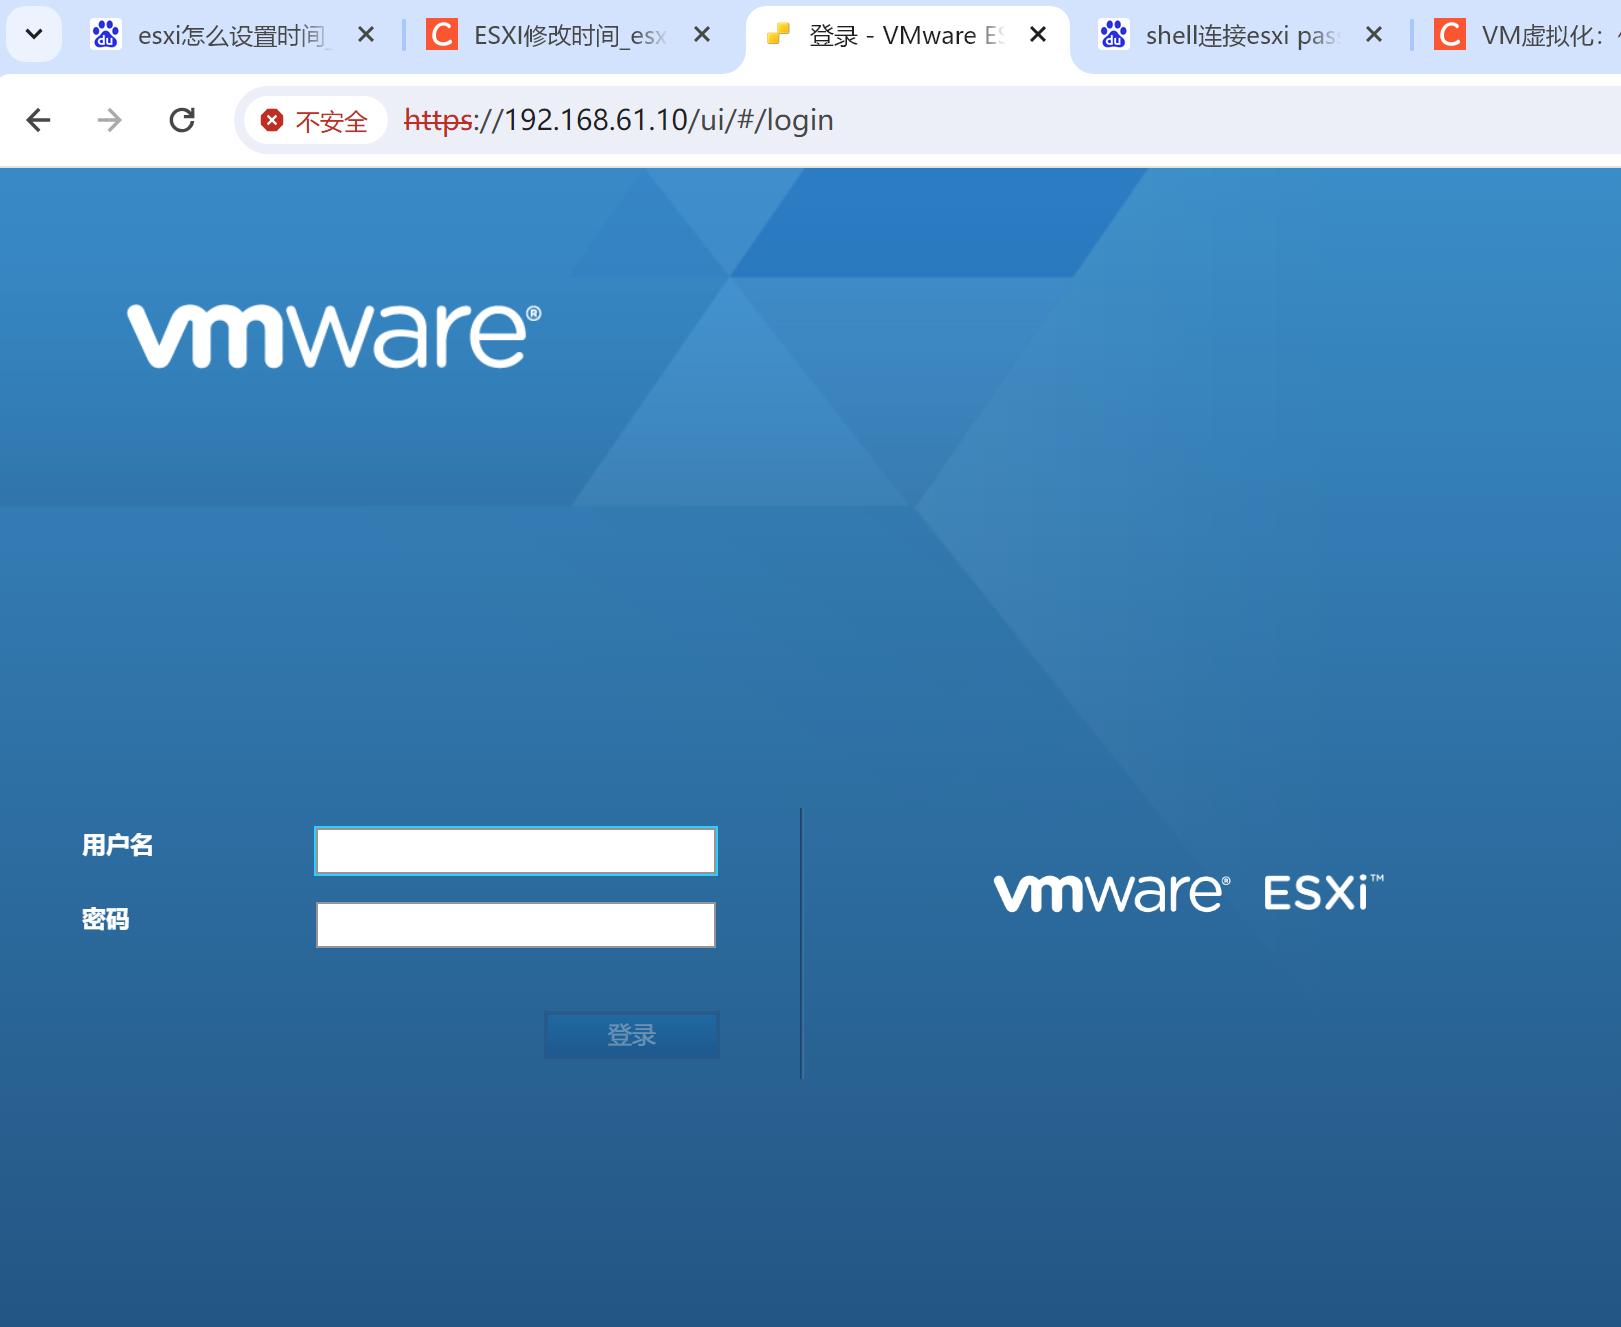 esxi怎么设置时间_
ESXI修改时间_esx
登录 - VMware ES
shell连接esxi pas
VM虚拟化：
不安全
https://192.168.61.10/ui/#/login
vmware®
用户名
密码
vmware® ESXi™
登录